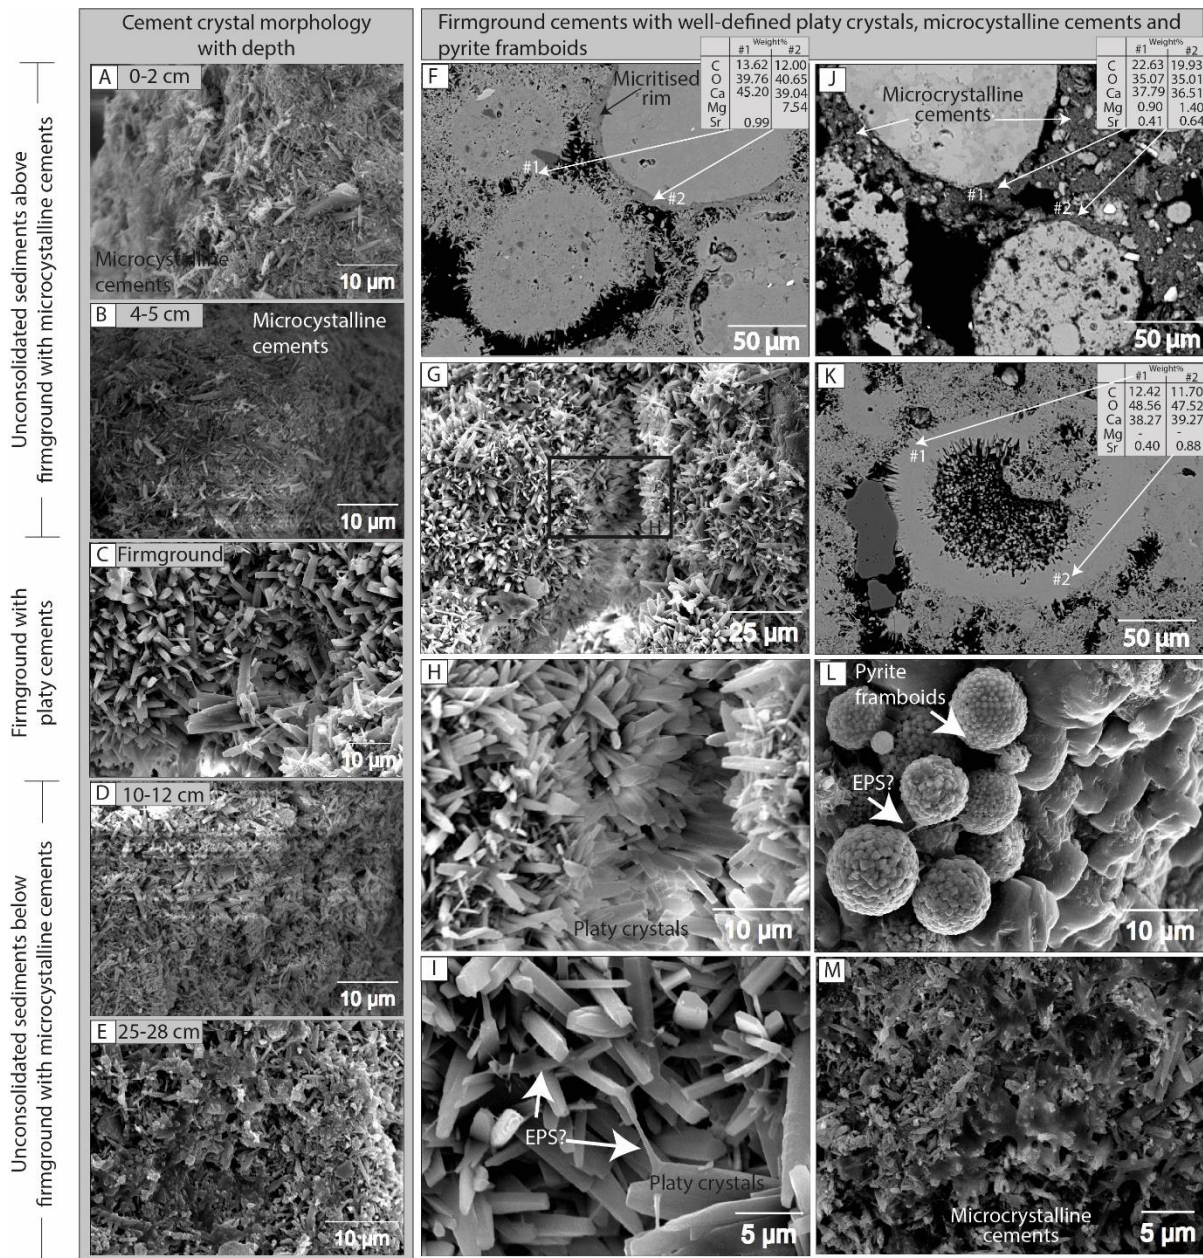 Cement crystal morphology
with depth
Firmground cements with well-defined platy crystals, microcystalline cements and
pyrite framboids
Unconsolidated sediments above
firmground with microcystalline cements
Firmground with
platy cements
Unconsolidated sediments below
firmnound with microcystalline cement
A 0-2 cm
Microcystalline
cements
10 µm
B 4-5 cm
Microcystalline
cements
10 µm
C Firmground
10 µm
D 10-12 cm
10 µm
E 25-28 cm
10 µm
F
Micritised
rim
Weight%
#1 #2
C 13.62 12.00
O 39.76 40.65
Ca 45.20 39.04
Mg 7.54
Sr 0.99
#1
#2
50 µm
G
H
25 µm
H
Platy crystals
10 µm
I
EPS?
Platy crystals
5 µm
J
Microcrystalline
cements
Weight%
#1 #2
C 22.63 19.93
O 35.07 35.01
Ca 37.79 36.51
Mg 0.90 1.40
Sr 0.41 0.64
#1
#2
50 µm
K
Weight%
#1 #2
C 12.42 11.70
O 48.56 47.52
Ca 38.27 39.27
Mg - -
Sr 0.40 0.88
#1
#2
50 µm
L
Pyrite
framboids
EPS?
10 µm
M
Microcystalline
cements
5 µm